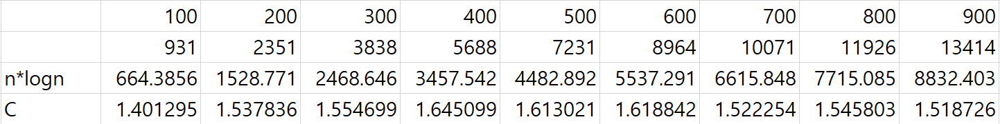 100 200 300 400 500 600 700 800 900
931 2351 3838 5688 7231 8964 10071 11926 13414
n*logn 664.3856 1528.771 2468.646 3457.542 4482.892 5537.291 6615.848 7715.085 8832.403
C 1.401295 1.537836 1.554699 1.645099 1.613021 1.618842 1.522254 1.545803 1.518726